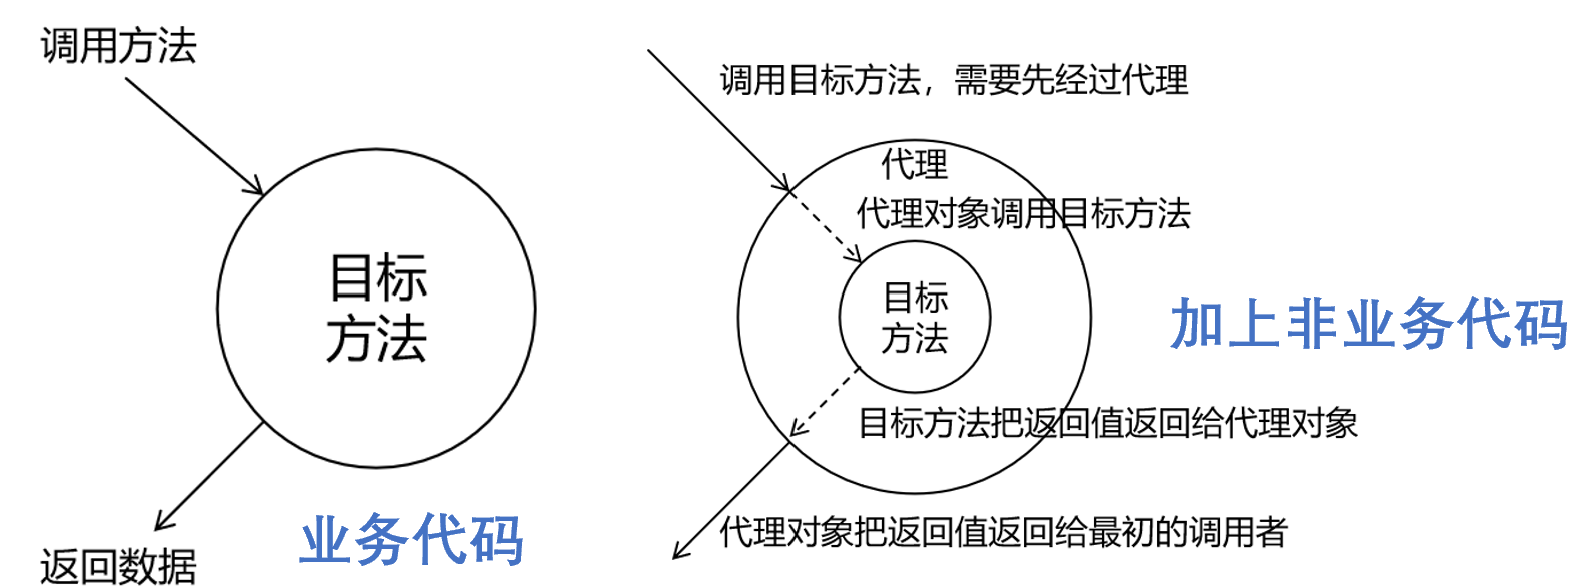 调用方法
目标
方法
返回数据
业务代码
调用目标方法，需要先经过代理
代理
代理对象调用目标方法
目标
方法
目标方法把返回值返回给代理对象
代理对象把返回值返回给最初的调用者
加上非业务代码